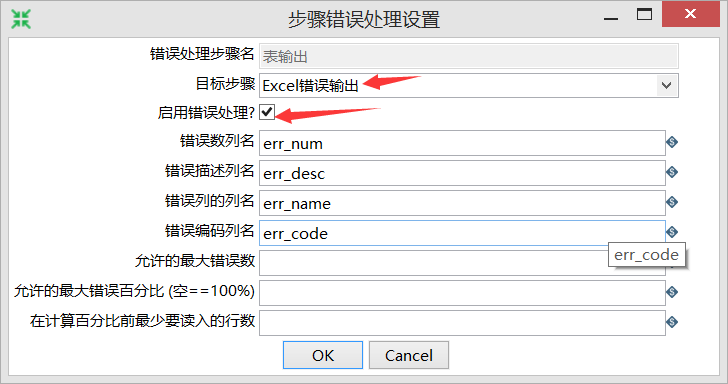 步骤错误处理设置
错误处理步骤名 表输出
目标步骤 Excel错误输出
启用错误处理?
错误数列名 err_num
错误描述列名 err_desc
错误列的列名 err_name
错误编码列名 err_code
err_code
允许的最大错误数
允许的最大错误百分比 (空==100%)
在计算百分比前最少要读入的行数
OK Cancel